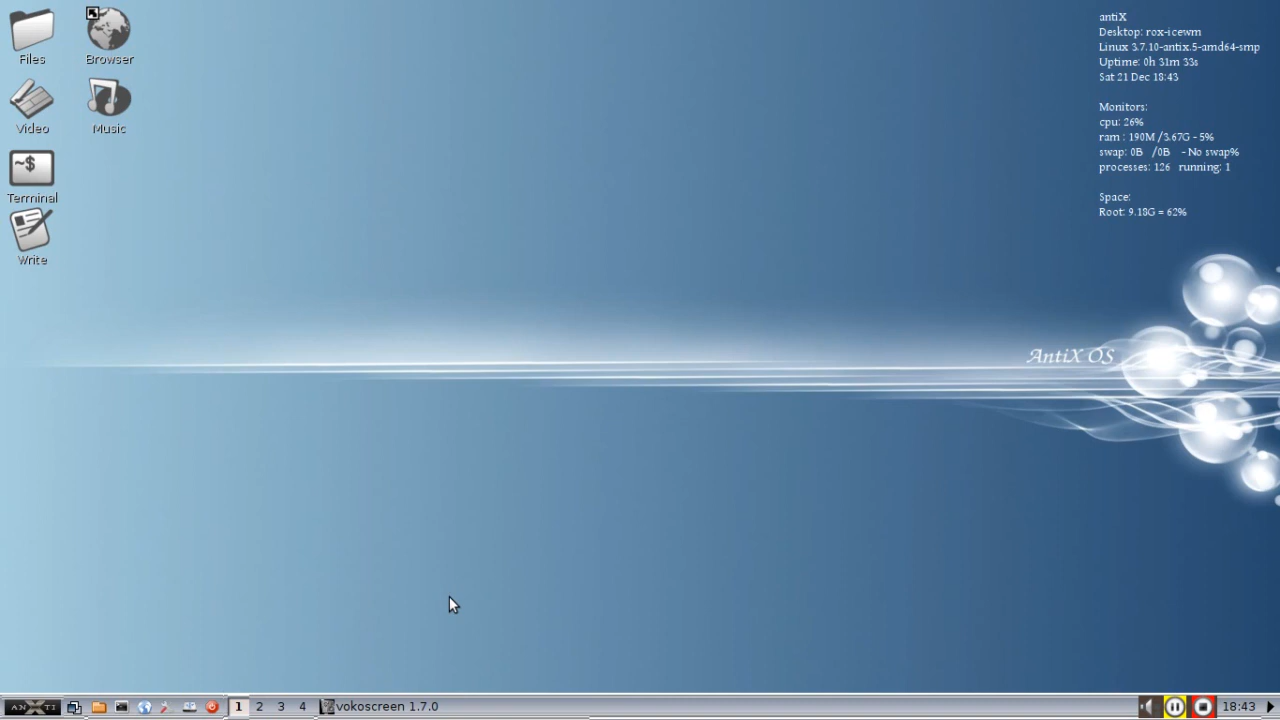 Files
Browser
Video
Music
~$
Terminal
Write
antiX
Desktop: rox-icewm
Linux 3.7.10-antix.5-amd64-smp
Uptime: 0h 31m 33s
Sat 21 Dec 18:43
Monitors:
cpu: 26%
ram : 190M /3.67G - 5%
swap: 0B /0B - No swap%
processes: 126 running: 1
Space:
Root: 9.18G = 62%
AntiX OS
ANTI X 1 2 3 4 vokoscreen 1.7.0 18:43